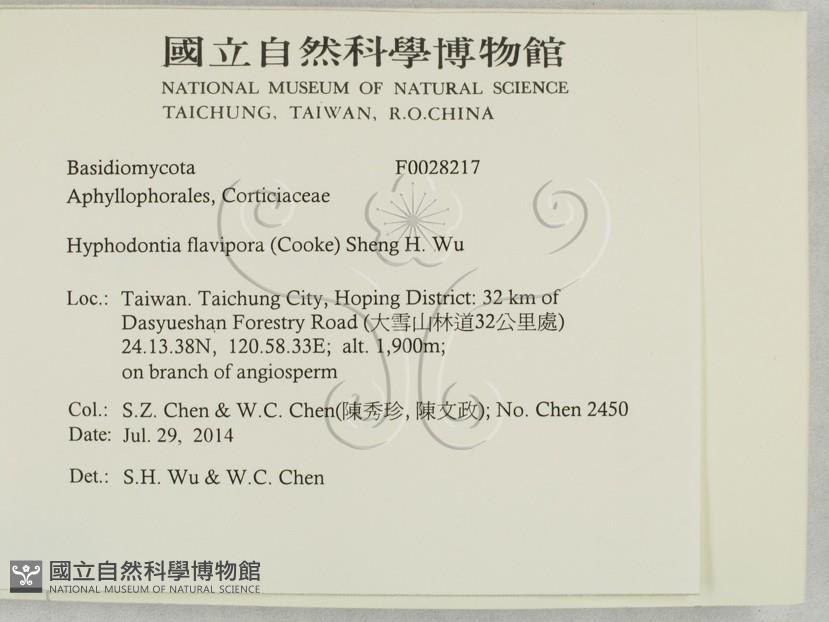 國立自然科學博物館
NATIONAL MUSEUM OF NATURAL SCIENCE
TAICHUNG, TAIWAN, R.O.CHINA
Basidiomycota F0028217
Aphyllophorales, Corticiaceae
Hyphodontia flavipora (Cooke) Sheng H. Wu
Loc.: Taiwan. Taichung City, Hoping District: 32 km of
Dasyueshan Forestry Road (大雪山林道32公里處)
24.13.38N, 120.58.33E; alt. 1,900m;
on branch of angiosperm
Col.: S.Z. Chen & W.C. Chen(陳秀珍, 陳文政); No. Chen 2450
Date: Jul. 29, 2014
Det.: S.H. Wu & W.C. Chen
國立自然科學博物館
NATIONAL MUSEUM OF NATURAL SCIENCE